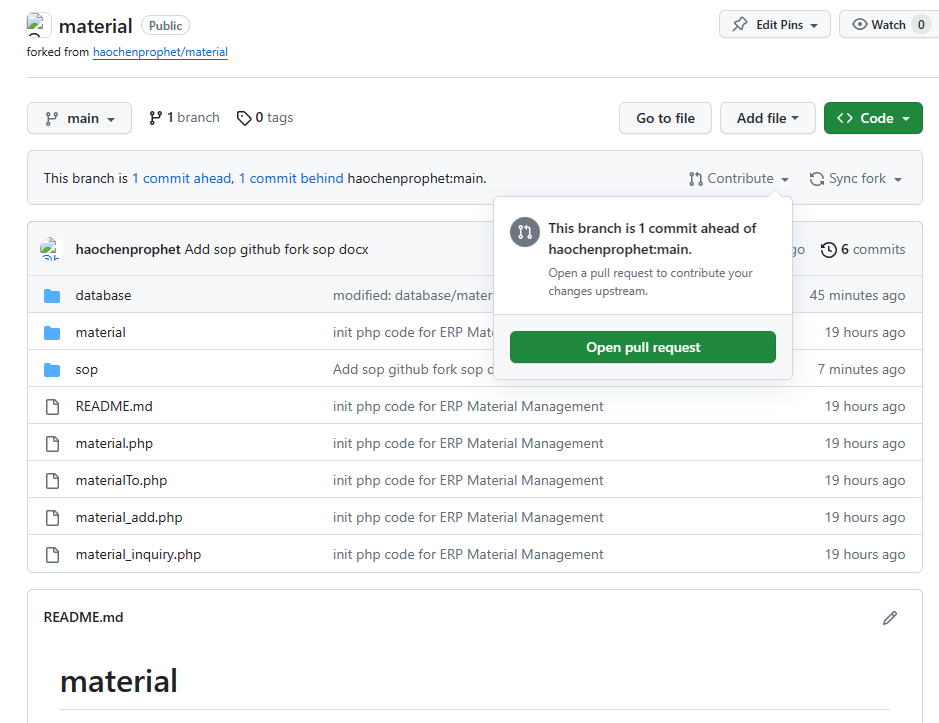 material Public Edit Pins Watch 0
forked from haochenprophet/material
main 1 branch 0 tags Go to file Add file Code
This branch is 1 commit ahead, 1 commit behind haochenprophet:main. Contribute Sync fork
This branch is 1 commit ahead of
haochenprophet:main.
Open a pull request to contribute your
changes upstream.
Open pull request
haochenprophet Add sop github fork sop docx go 6 commits
database modified: database/mater 45 minutes ago
material init php code for ERP Mate 19 hours ago
sop Add sop github fork sop d 7 minutes ago
README.md init php code for ERP Material Management 19 hours ago
material.php init php code for ERP Material Management 19 hours ago
materialTo.php init php code for ERP Material Management 19 hours ago
material_add.php init php code for ERP Material Management 19 hours ago
material_inquiry.php init php code for ERP Material Management 19 hours ago
README.md
material